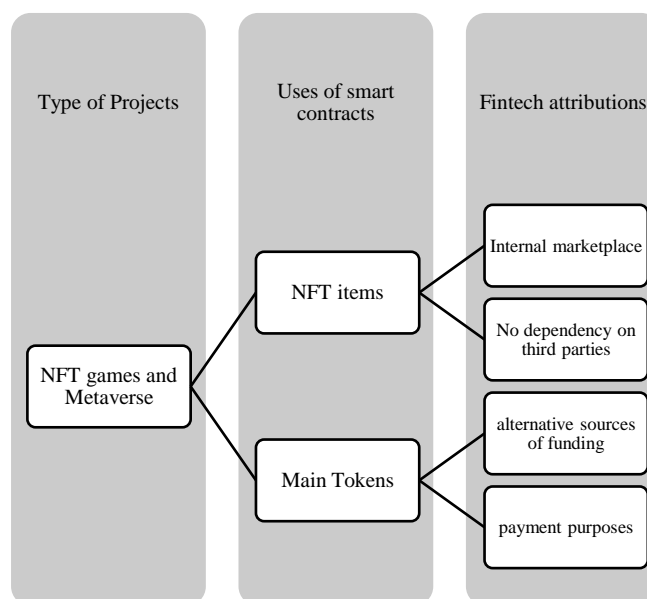 Type of Projects
Uses of smart
contracts
Fintech attributions
NFT games and
Metaverse
NFT items
Main Tokens
Internal marketplace
No dependency on
third parties
alternative sources
of funding
payment purposes